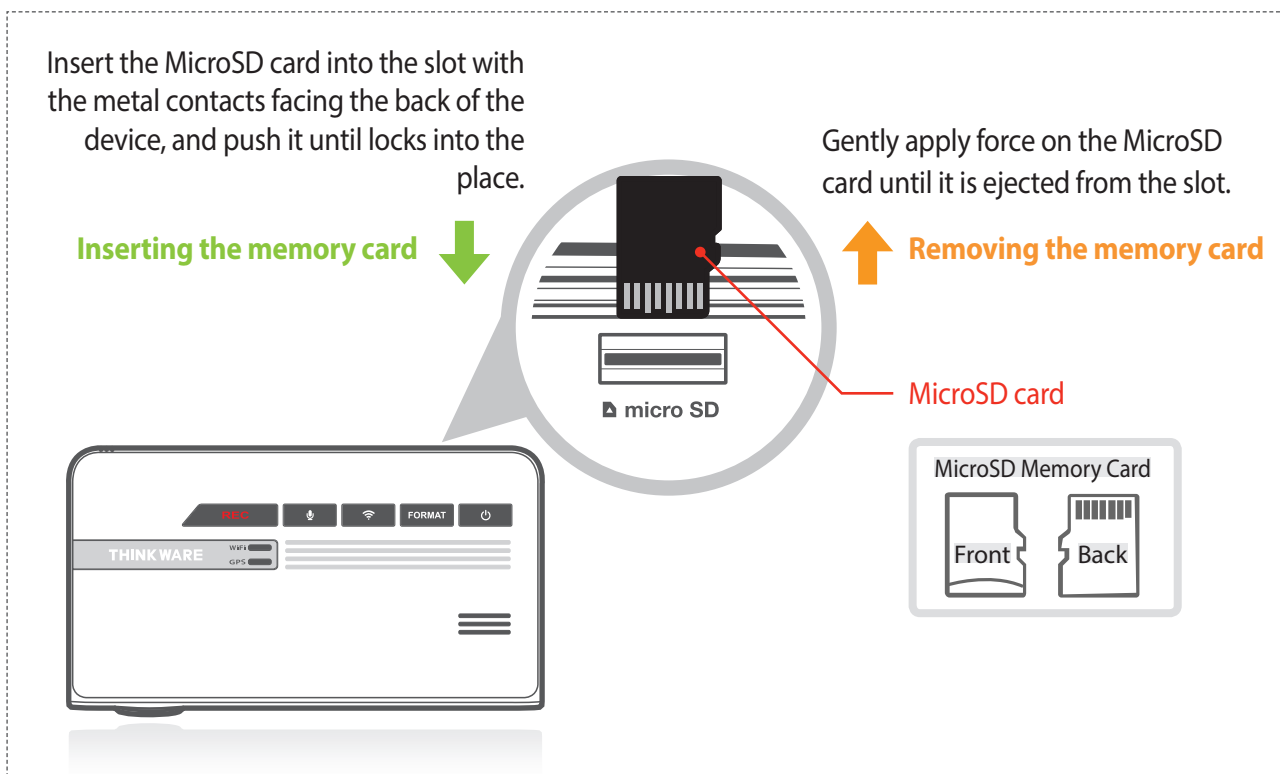 Insert the MicroSD card into the slot with
the metal contacts facing the back of the
device, and push it until locks into the
place.
Inserting the memory card
Gently apply force on the MicroSD
card until it is ejected from the slot.
Removing the memory card
micro SD
MicroSD card
MicroSD Memory Card
Front
Back
REC
FORMAT
THINKWARE
WiFi
GPS